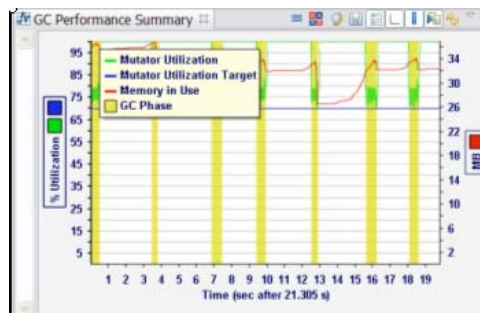 GC Performance Summary
Mutator Utilization
Mutator Utilization Target
Memory in Use
GC Phase
% Utilization
95
85
75
65
55
45
35
25
15
5
34
30
26
22
18
14
10
6
2
MB
1 2 3 4 5 6 7 8 9 10 11 12 13 14 15 16 17 18 19
Time (sec after 21.305 s)